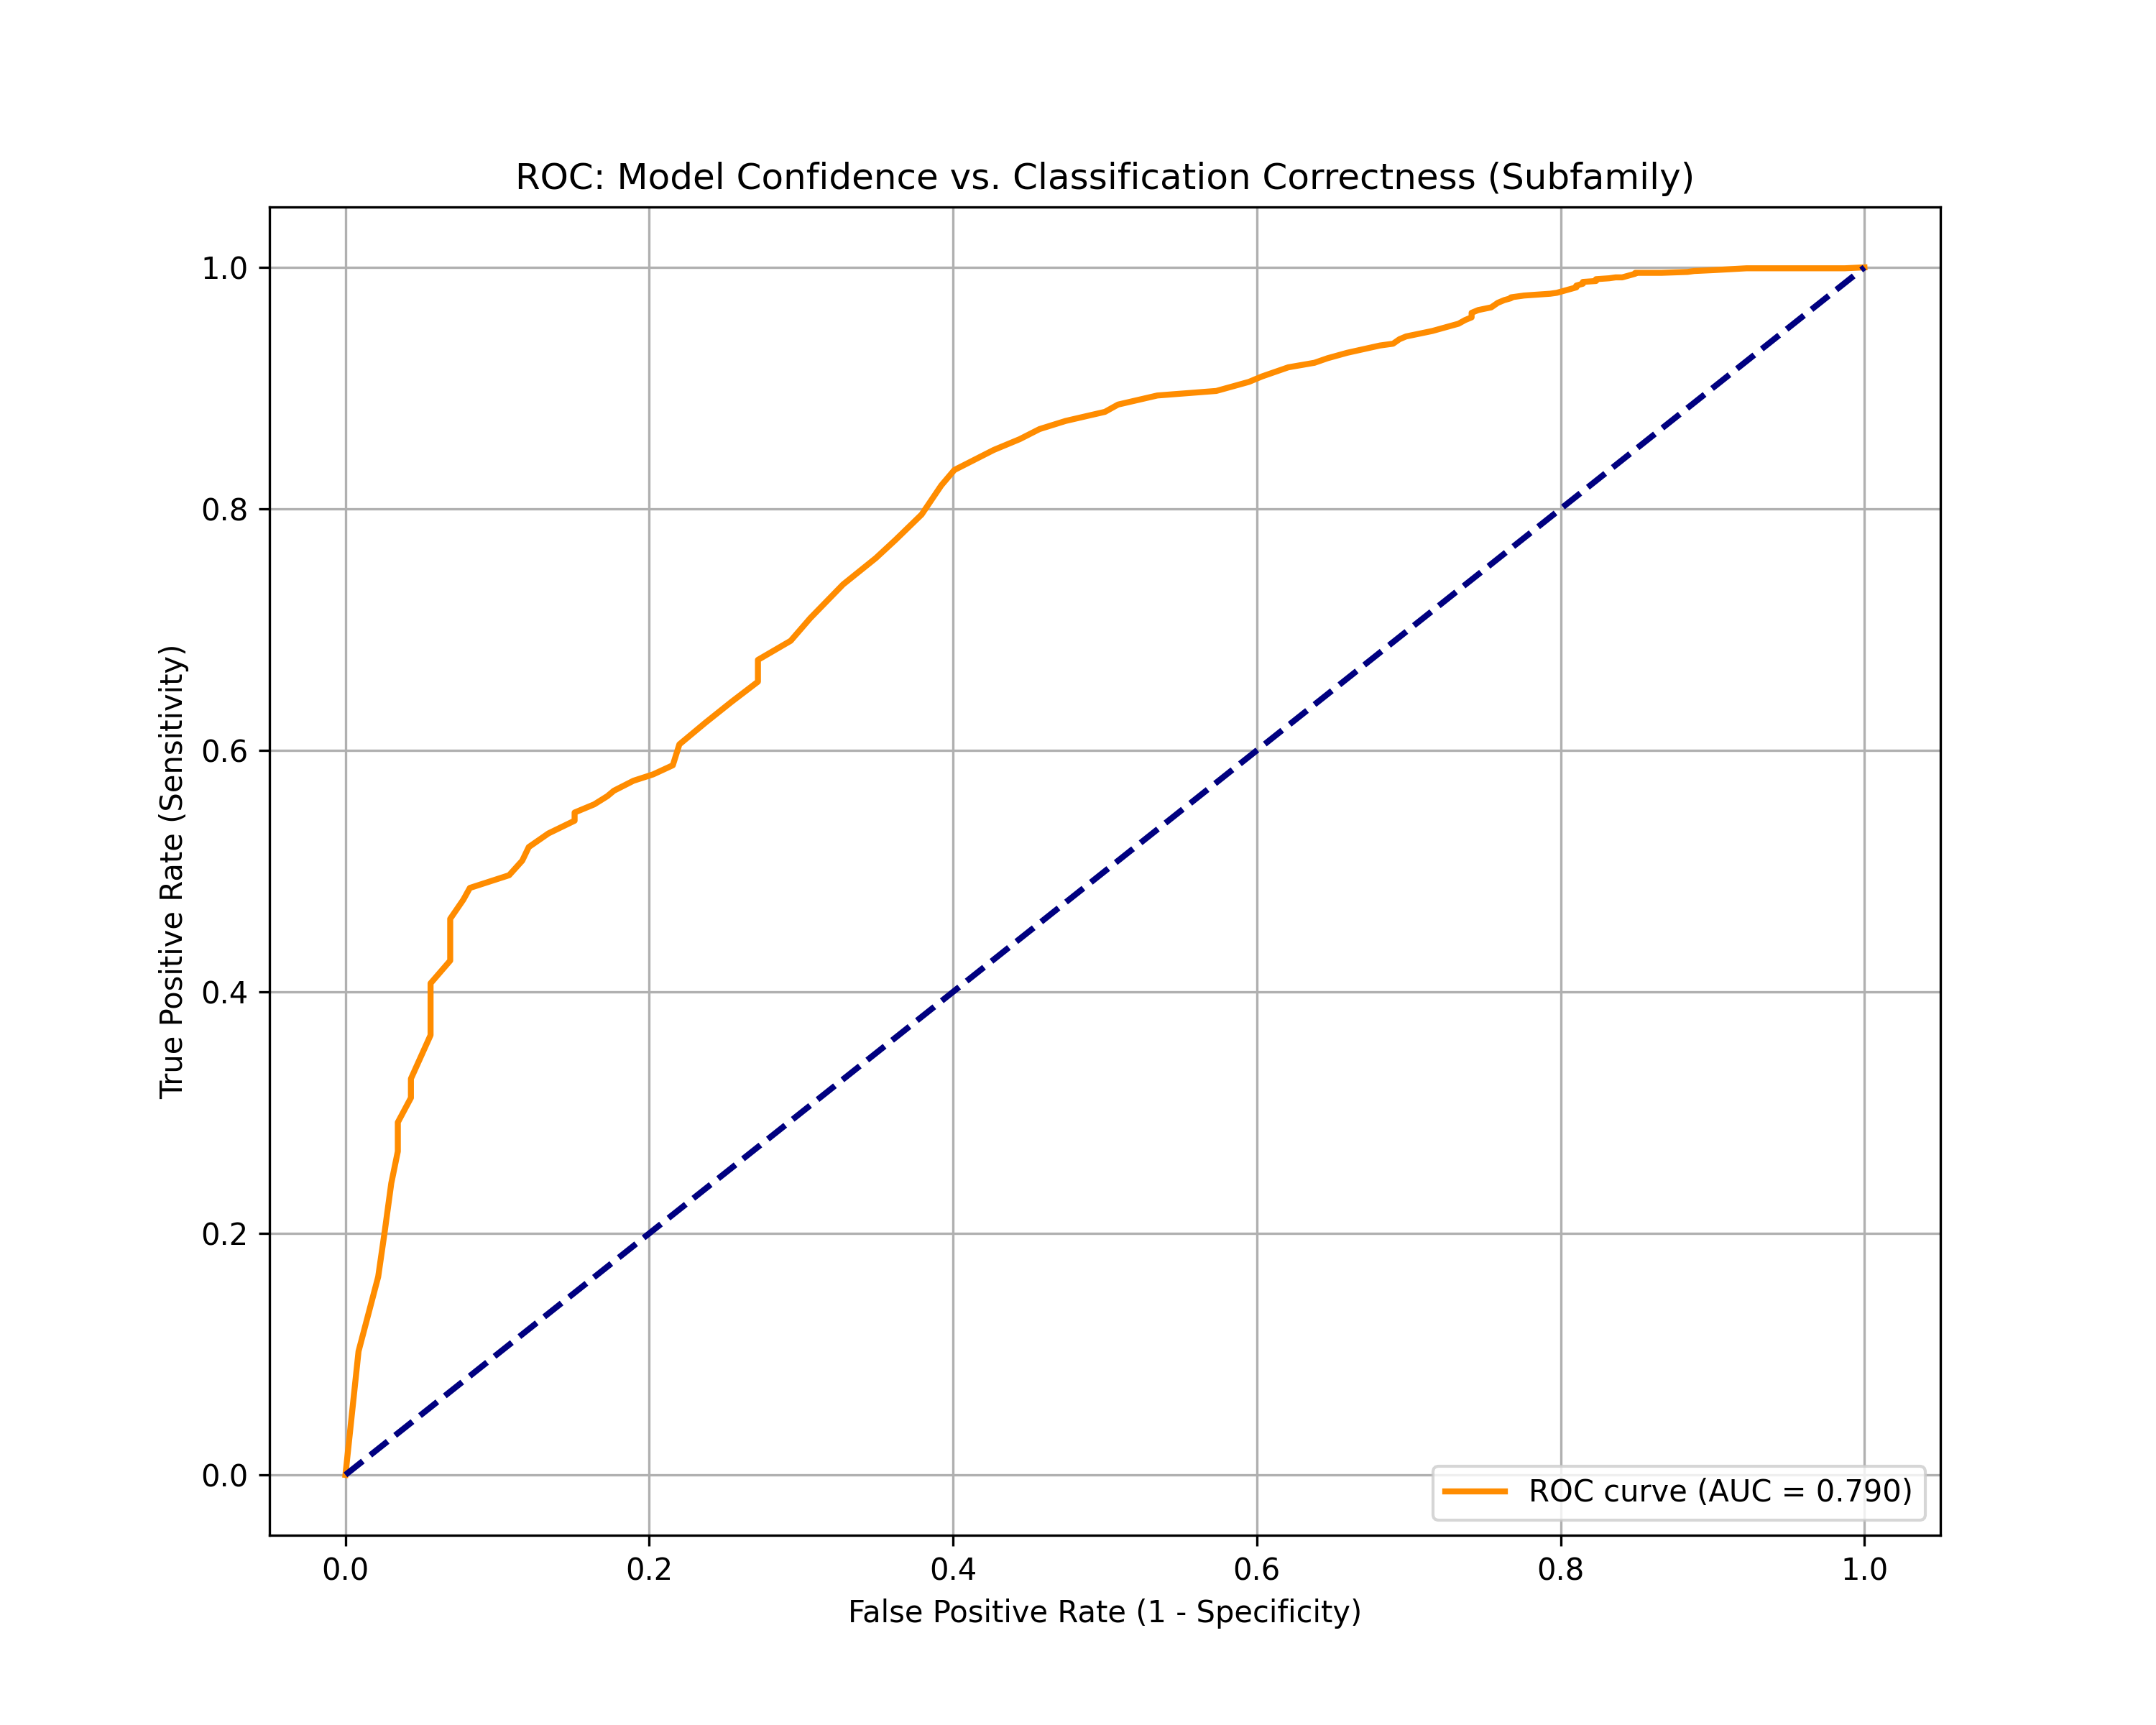 ROC: Model Confidence vs. Classification Correctness (Subfamily)
True Positive Rate (Sensitivity)
1.0
0.8
0.6
0.4
0.2
0.0
ROC curve (AUC = 0.790)
0.0 0.2 0.4 0.6 0.8 1.0
False Positive Rate (1 - Specificity)